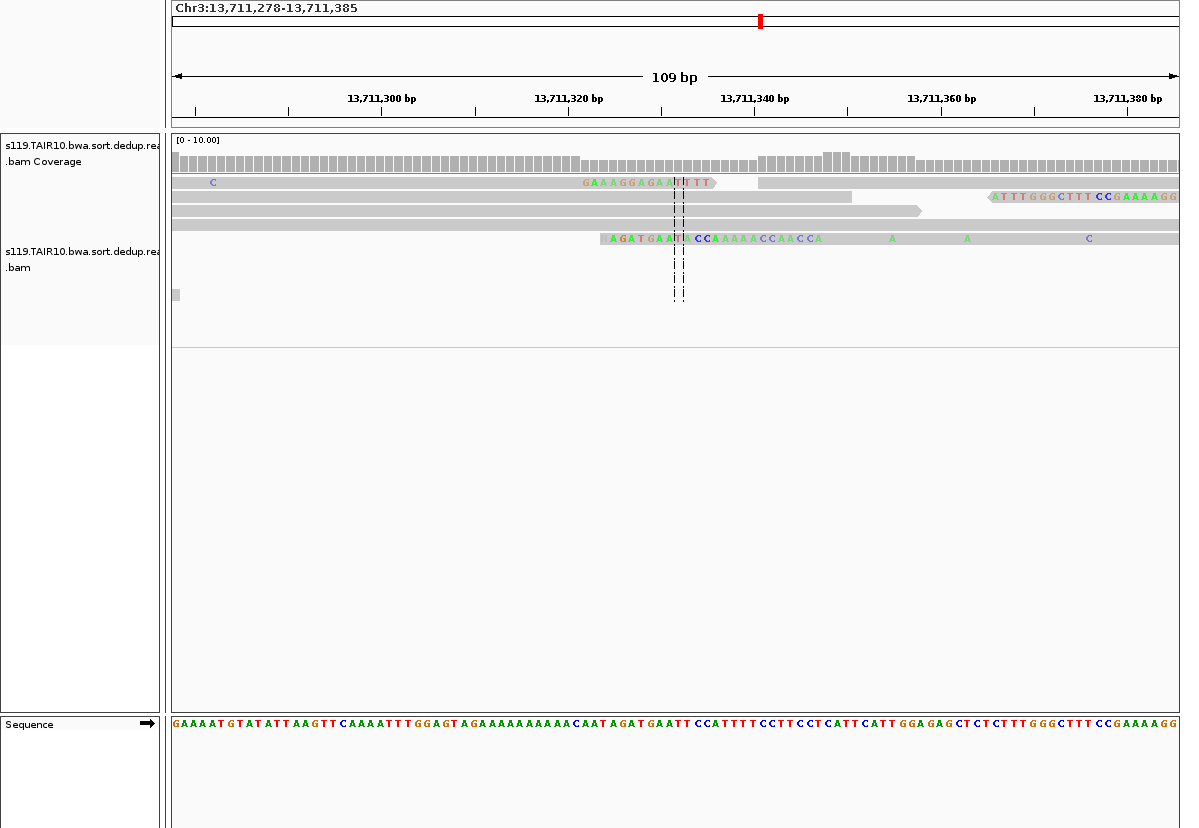 Chr3:13,711,278-13,711,385
109 bp
13,711,300 bp 13,711,320 bp 13,711,340 bp 13,711,360 bp 13,711,380 bp
s119.TAIR10.bwa.sort.dedup.rea
.bam Coverage
[0 - 10.00]
C GAAAGGAGAATTTT
ATTTGGGCTTTCCGAAAAGG
AGATGAATACCAAAAACCAACCA A A C
s119.TAIR10.bwa.sort.dedup.rea
.bam
Sequence
GAAAATGTATATTAAGTTCAAAATTTGGAGTAGAAAAAAAAAACAATAGATGAATTCCATTTTCCTTCCTCATTCATTGGAGAGCTCTCTTTGGGCTTTCCGAAAAGG